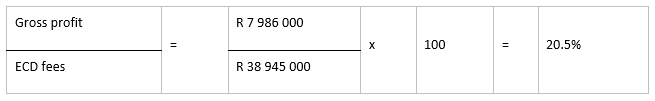 Gross profit = R 7 986 000 x 100 = 20.5%
ECD fees R 38 945 000